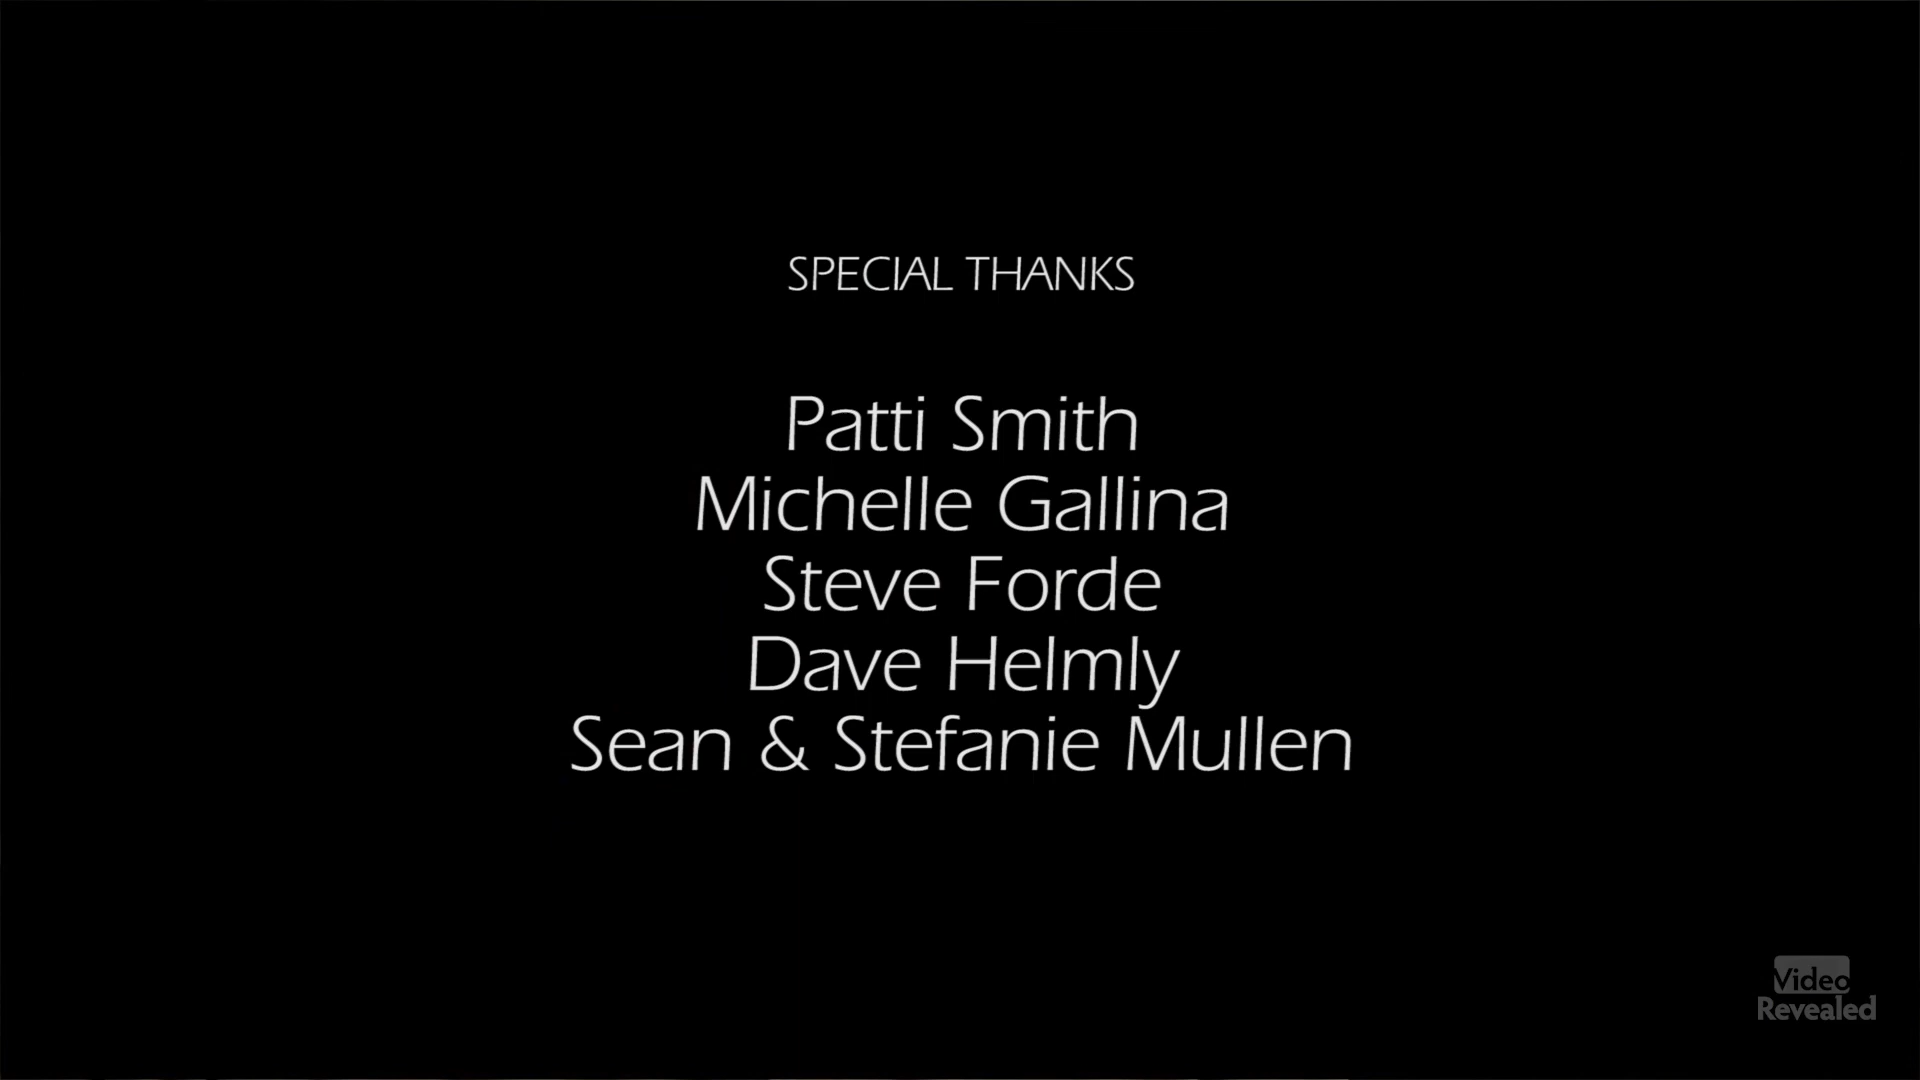 SPECIAL THANKS
Patti Smith
Michelle Gallina
Steve Forde
Dave Helmly
Sean & Stefanie Mullen
Video
Revealed